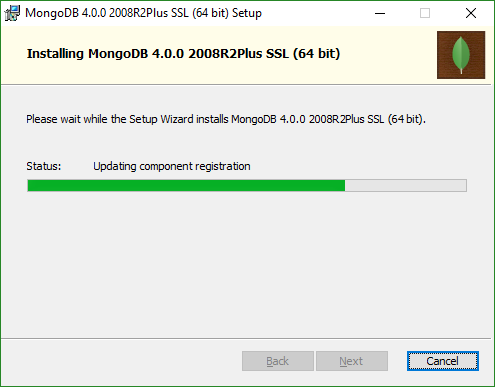 MongoDB 4.0.0 2008R2Plus SSL (64 bit) Setup
Installing MongoDB 4.0.0 2008R2Plus SSL (64 bit)
Please wait while the Setup Wizard installs MongoDB 4.0.0 2008R2Plus SSL (64 bit).
Status: Updating component registration
Back Next Cancel